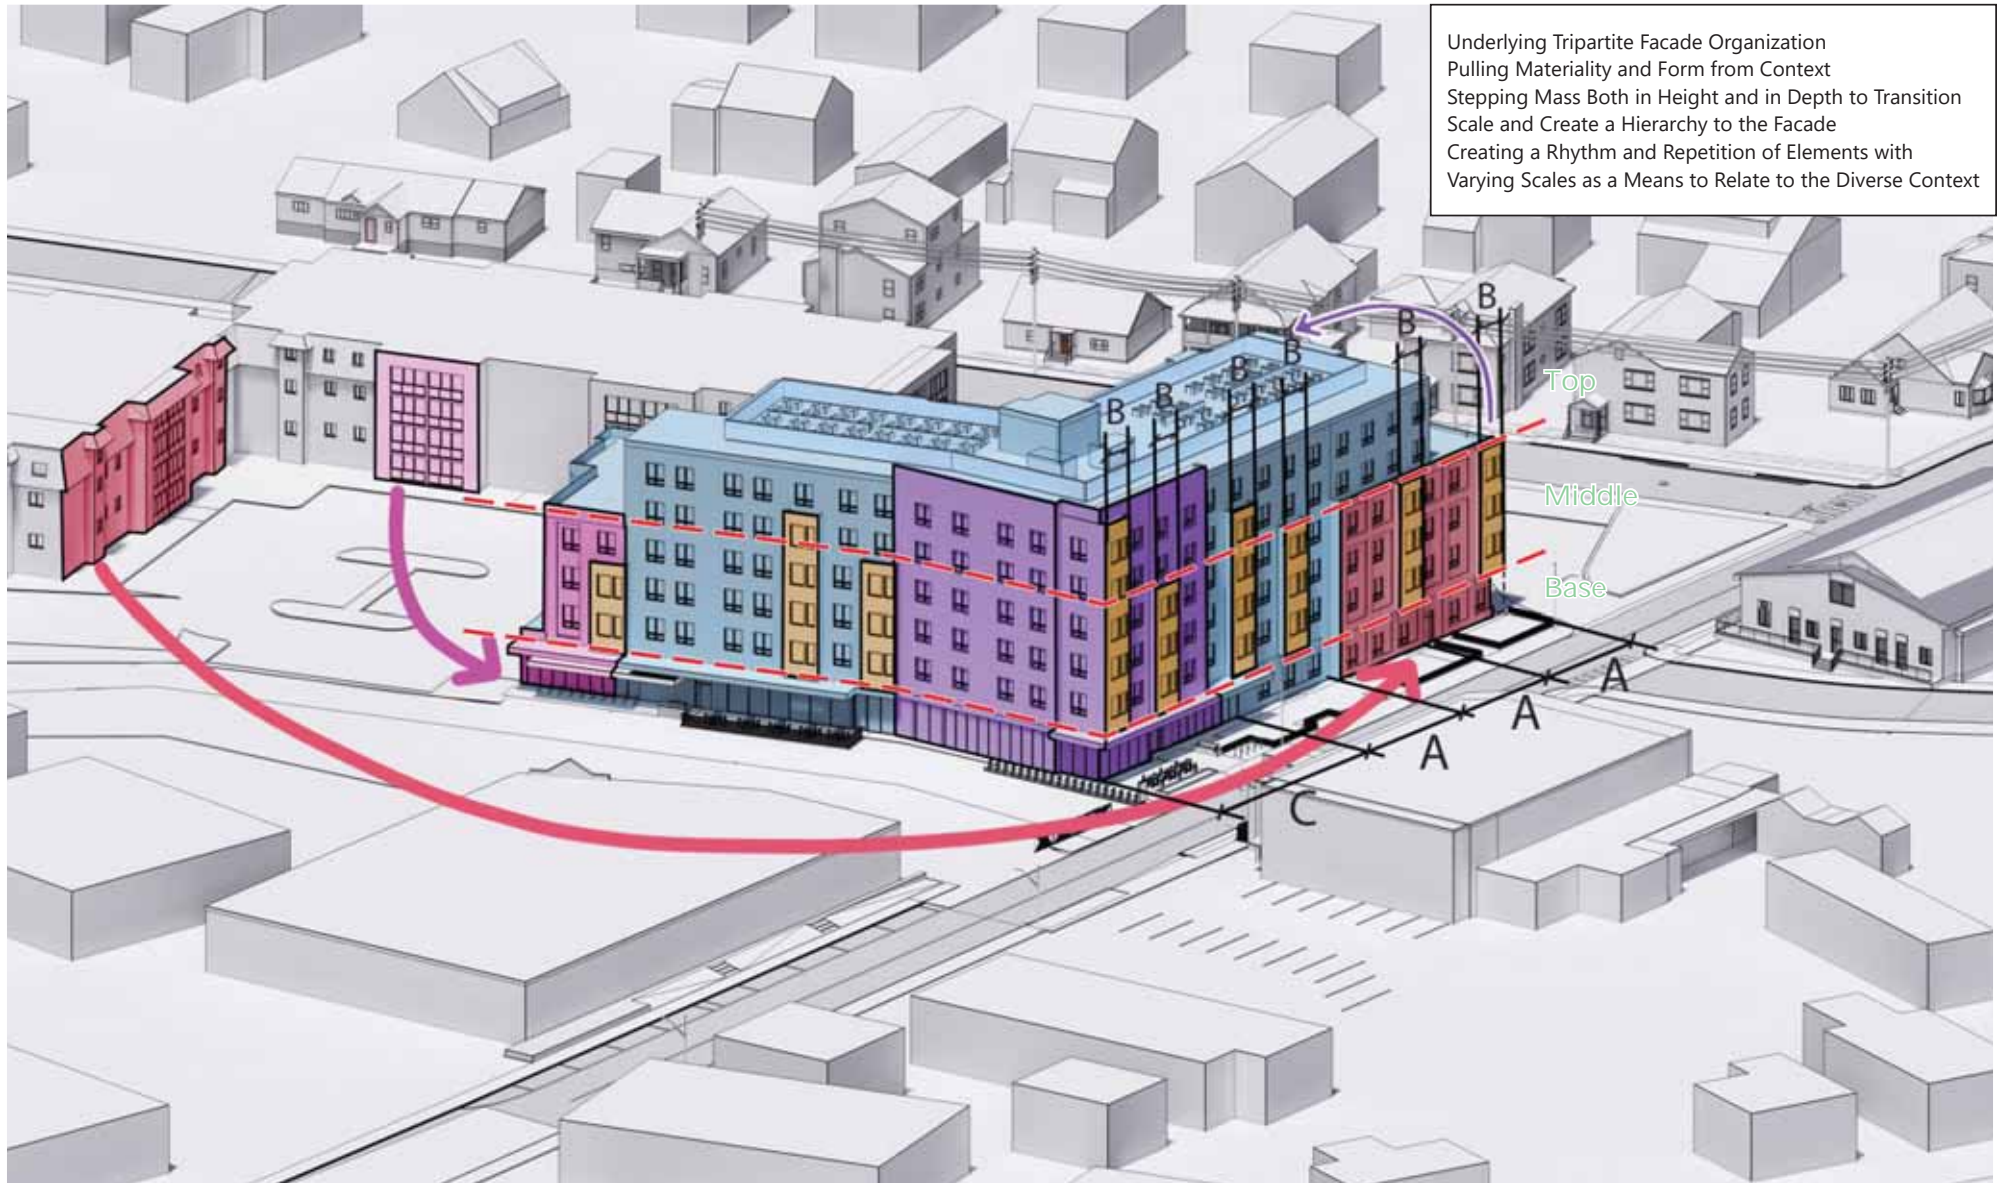 Underlying Tripartite Facade Organization
Pulling Materiality and Form from Context
Stepping Mass Both in Height and in Depth to Transition
Scale and Create a Hierarchy to the Facade
Creating a Rhythm and Repetition of Elements with
Varying Scales as a Means to Relate to the Diverse Context
B
B
B
B
B
B
Top
Middle
Base
A
A
A
C